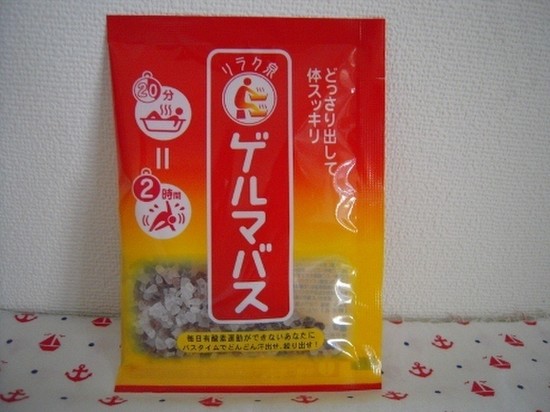 どっさり出して
体スッキリ
リラク泉
ゲルマバス
20分
=
2時間
毎日有酸素運動ができないあなたに
バスタイムでどんどん汗出せ、絞り出せ!